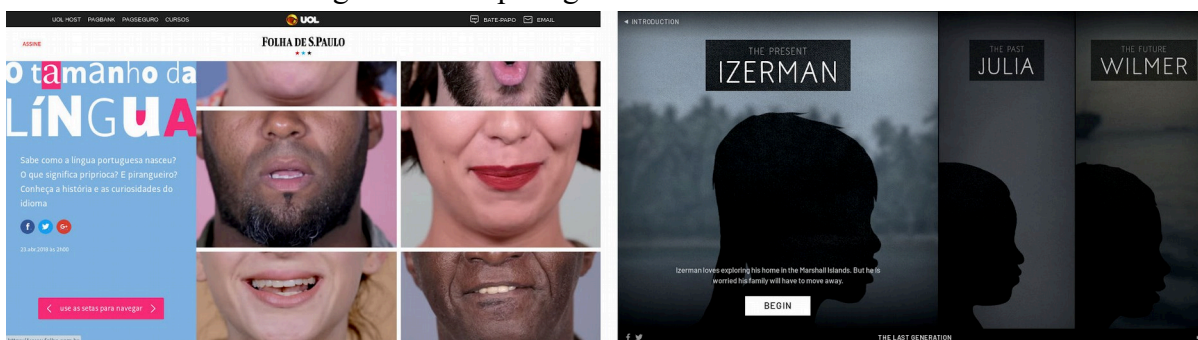 UOL HOST PAGBANK PAGSEGURO CURSOS
UOL
BATE-PAPO EMAIL
ASSINE
FOLHA DE S.PAULO
O tamanho da
LÍNGUA
Sabe como a língua portuguesa nasceu?
O que significa priprioca? E pirangueiro?
Conheça a história e as curiosidades do
idioma
use as setas para navegar
INTRODUCTION
THE PRESENT
IZERMAN
Izerman loves exploring his home in the Marshall Islands. But he is
worried his family will have to move away.
BEGIN
THE PAST
JULIA
THE FUTURE
WILMER
THE LAST GENERATION